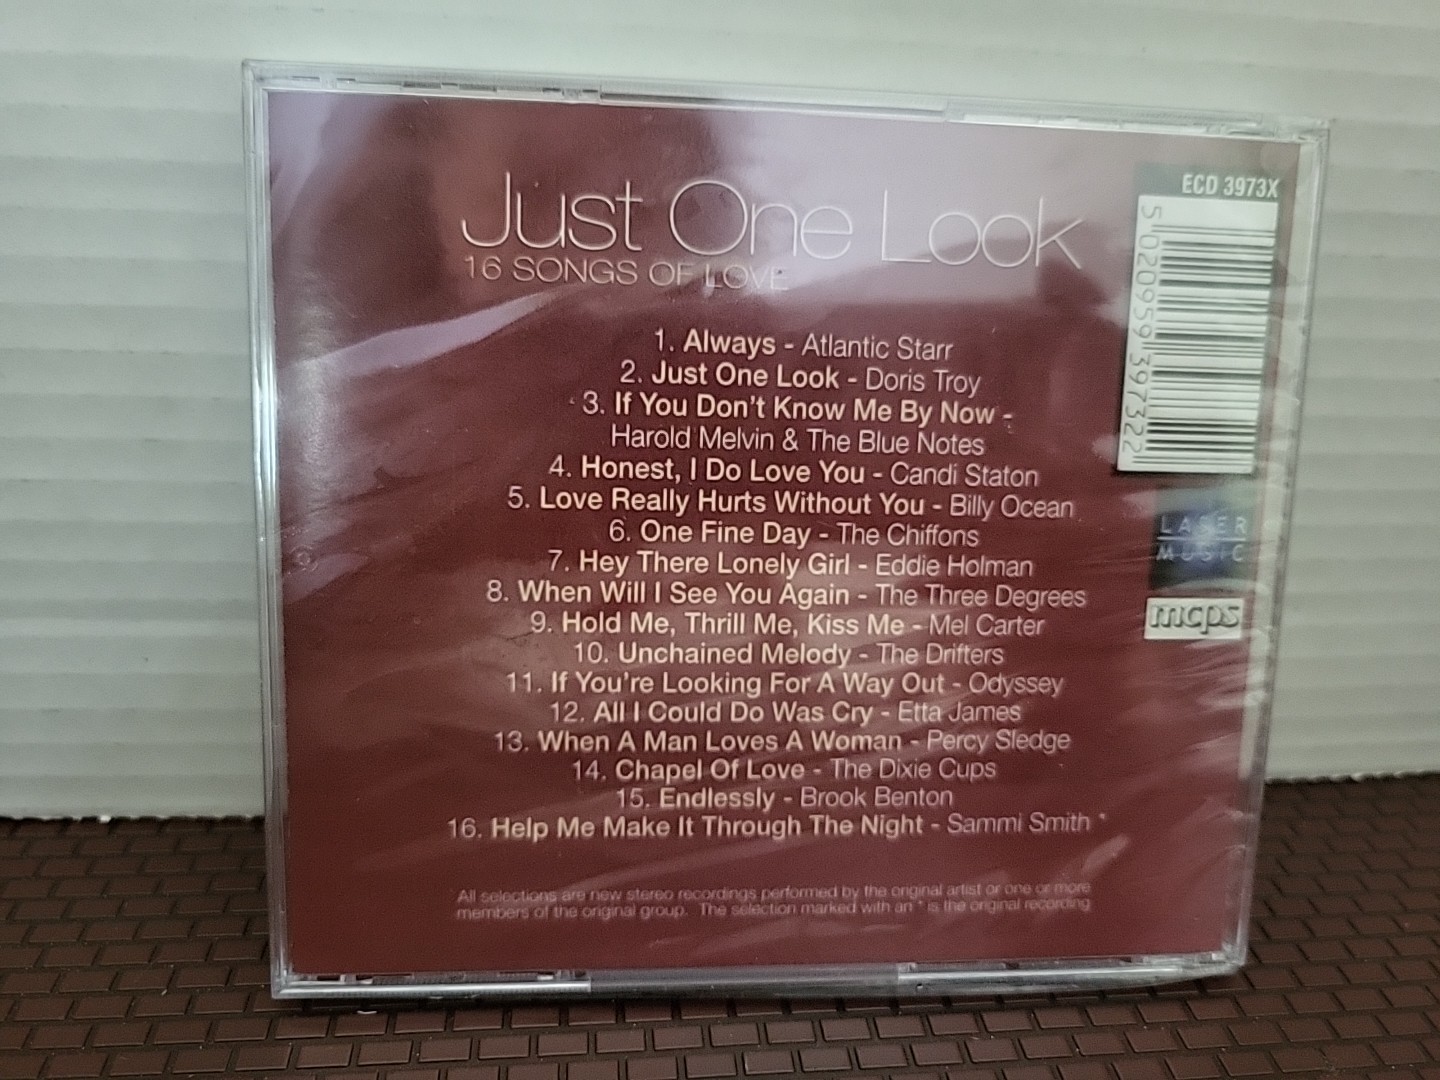 Just One Look
16 SONGS OF LOVE
1. Always - Atlantic Starr
2. Just One Look - Doris Troy
3. If You Don't Know Me By Now -
Harold Melvin & The Blue Notes
4. Honest, I Do Love You - Candi Staton
5. Love Really Hurts Without You - Billy Ocean
6. One Fine Day - The Chiffons
7. Hey There Lonely Girl - Eddie Holman
8. When Will I See You Again - The Three Degrees
9. Hold Me, Thrill Me, Kiss Me - Mel Carter
10. Unchained Melody - The Drifters
11. If You're Looking For A Way Out - Odyssey
12. All I Could Do Was Cry - Etta James
13. When A Man Loves A Woman - Percy Sledge
14. Chapel Of Love - The Dixie Cups
15. Endlessly - Brook Benton
16. Help Me Make It Through The Night - Sammi Smith *
All selections are new stereo recordings performed by the original artist or one or more
members of the original group. The selection marked with an * is the original recording
ECD 3973X
5 020959 397322
LASER
MUSIC
mcps